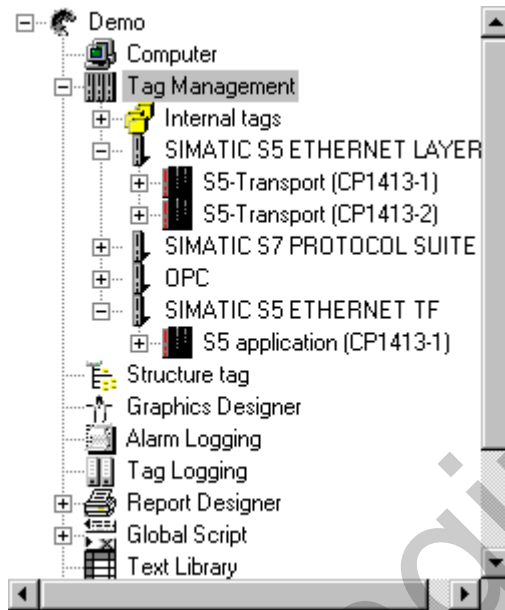 Demo
Computer
Tag Management
Internal tags
SIMATIC S5 ETHERNET LAYER
S5-Transport (CP1413-1)
S5-Transport (CP1413-2)
SIMATIC S7 PROTOCOL SUITE
OPC
SIMATIC S5 ETHERNET TF
S5 application (CP1413-1)
Structure tag
Graphics Designer
Alarm Logging
Tag Logging
Report Designer
Global Script
Text Library